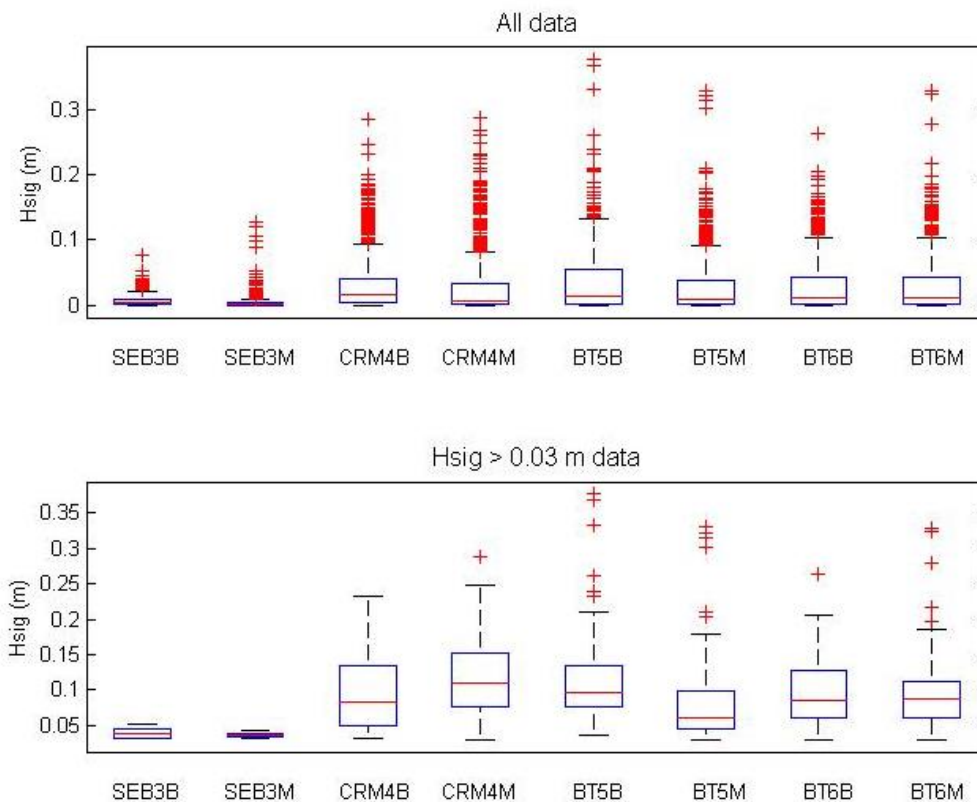 All data
Hsig (m)
0.3
0.2
0.1
0
SEB3B SEB3M CRM4B CRM4M BT5B BT5M BT6B BT6M
Hsig > 0.03 m data
Hsig (m)
0.35
0.3
0.25
0.2
0.15
0.1
0.05
SEB3B SEB3M CRM4B CRM4M BT5B BT5M BT6B BT6M